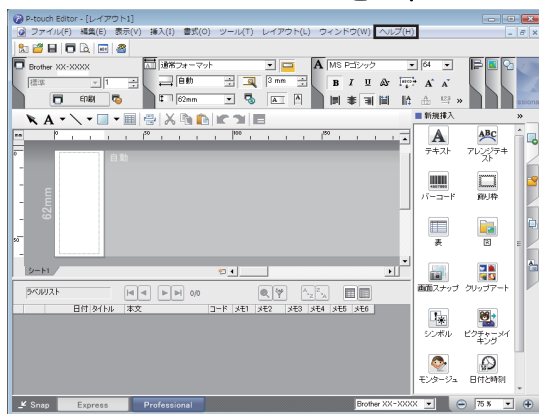 P-touch Editor - [レイアウト1]
ファイル(F) 編集(E) 表示(V) 挿入(I) 書式(O) ツール(T) レイアウト(L) ウィンドウ(W) ヘルプ(H)
Brother XX-XXXX
標準
1
印刷
通常フォーマット
自動
3 mm
62mm
A MS Pゴシック 64
B I U
ssiona
新規挿入
A
テキスト
ABC
アレンジテキスト
バーコード
飾り枠
表
図
画面スナップ
クリップアート
シンボル
ピクチャーメイキング
モンタージュ
日付と時刻
mm 0 50 100 150
0
50
自動
62mm
シート1
ラベルリスト
0/0
日付 タイトル 本文 コード メモ1 メモ2 メモ3 メモ4 メモ5 メモ6
Snap Express Professional
Brother XX-XXXX 75 %